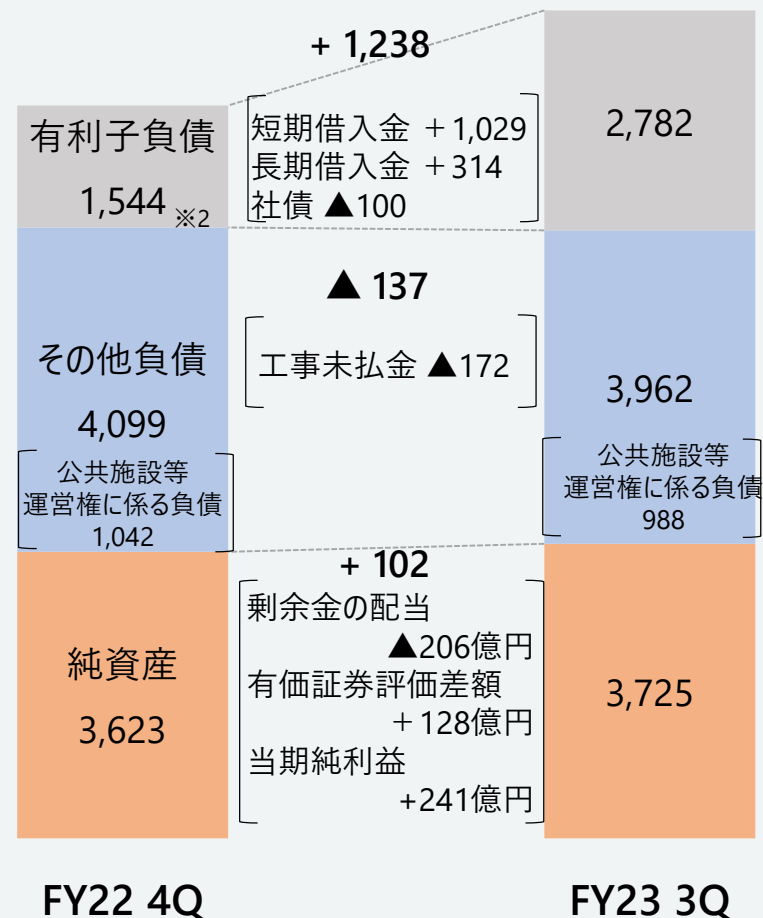 + 1,238
有利子負債
1,544 ※2
短期借入金 ＋1,029
長期借入金 ＋314
社債 ▲100
2,782
▲ 137
その他負債
4,099
工事未払金 ▲172
3,962
公共施設等
運営権に係る負債
1,042
公共施設等
運営権に係る負債
988
+ 102
純資産
3,623
剰余金の配当
▲206億円
有価証券評価差額
＋128億円
当期純利益
+241億円
3,725
FY22 4Q
FY23 3Q